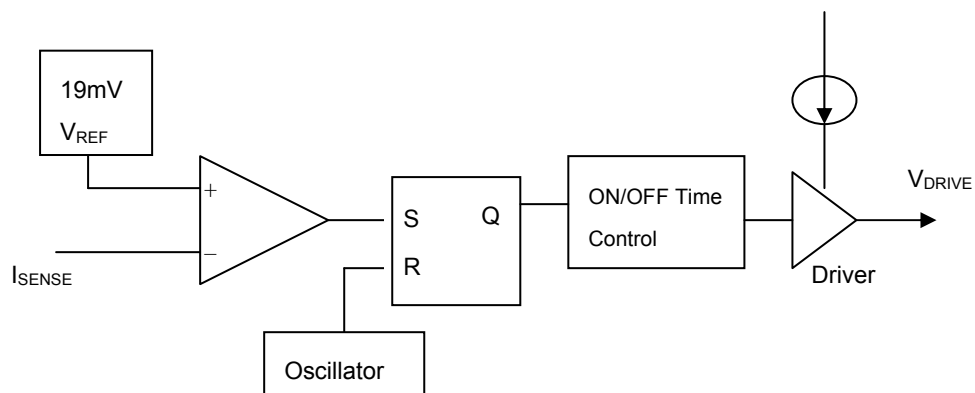 19mV
VREF
+
−
ISENSE
S
R
Q
Oscillator
ON/OFF Time
Control
VDRIVE
Driver